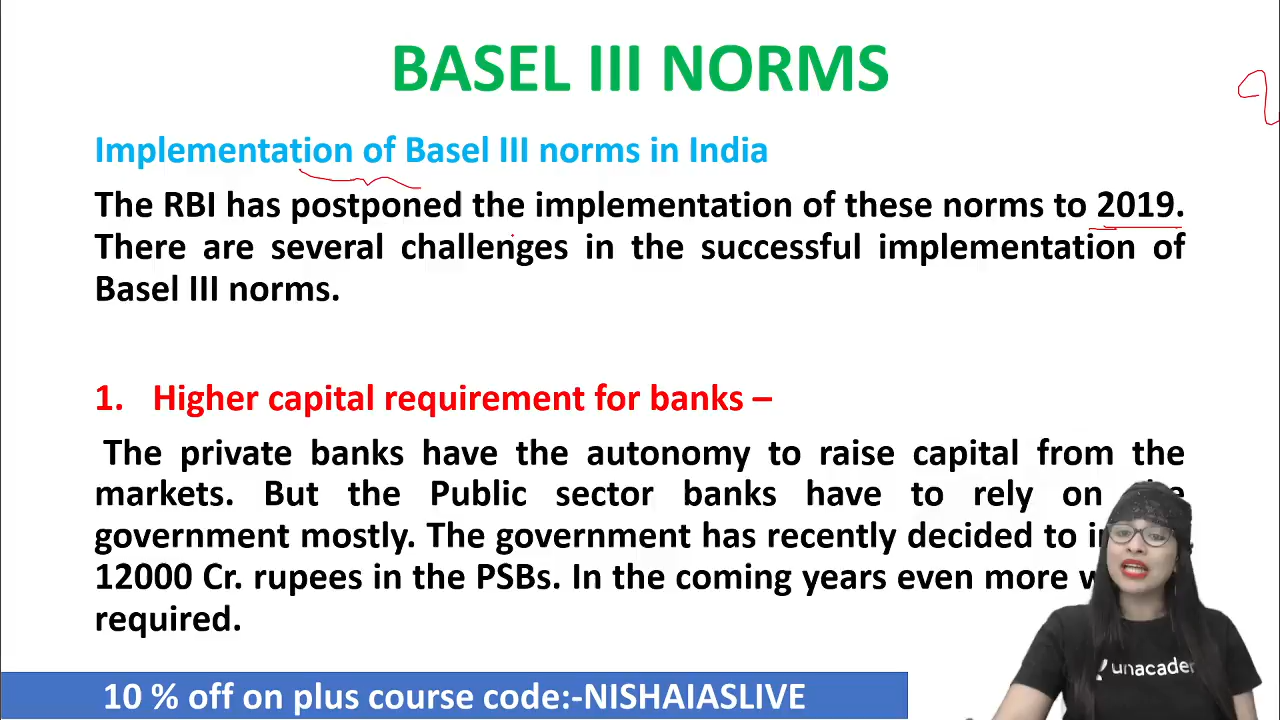 BASEL III NORMS
Implementation of Basel III norms in India
The RBI has postponed the implementation of these norms to 2019.
There are several challenges in the successful implementation of
Basel III norms.
1. Higher capital requirement for banks –
The private banks have the autonomy to raise capital from the
markets. But the Public sector banks have to rely on
government mostly. The government has recently decided to
12000 Cr. rupees in the PSBs. In the coming years even more
required.
unacade
10 % off on plus course code:-NISHAIASLIVE